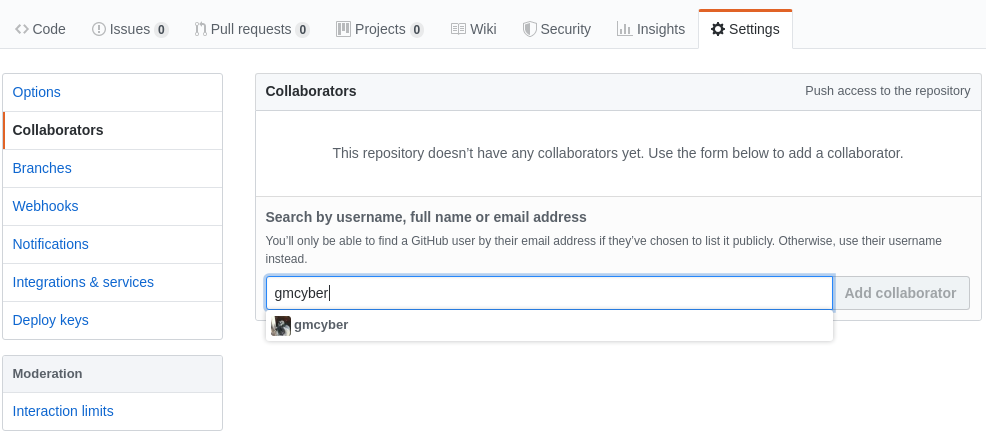 Code Issues 0 Pull requests 0 Projects 0 Wiki Security Insights Settings
Options
Collaborators
Branches
Webhooks
Notifications
Integrations & services
Deploy keys
Moderation
Interaction limits
Collaborators Push access to the repository
This repository doesn’t have any collaborators yet. Use the form below to add a collaborator.
Search by username, full name or email address
You’ll only be able to find a GitHub user by their email address if they’ve chosen to list it publicly. Otherwise, use their username
instead.
gmcyber Add collaborator
gmcyber